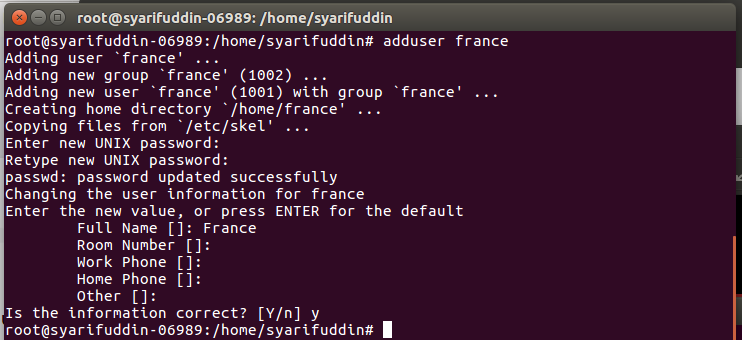 root@syarifuddin-06989: /home/syarifuddin
root@syarifuddin-06989:/home/syarifuddin# adduser france
Adding user `france' ...
Adding new group `france' (1002) ...
Adding new user `france' (1001) with group `france' ...
Creating home directory `/home/france' ...
Copying files from `/etc/skel' ...
Enter new UNIX password:
Retype new UNIX password:
passwd: password updated successfully
Changing the user information for france
Enter the new value, or press ENTER for the default
Full Name []: France
Room Number []:
Work Phone []:
Home Phone []:
Other []:
Is the information correct? [Y/n] y
root@syarifuddin-06989:/home/syarifuddin#